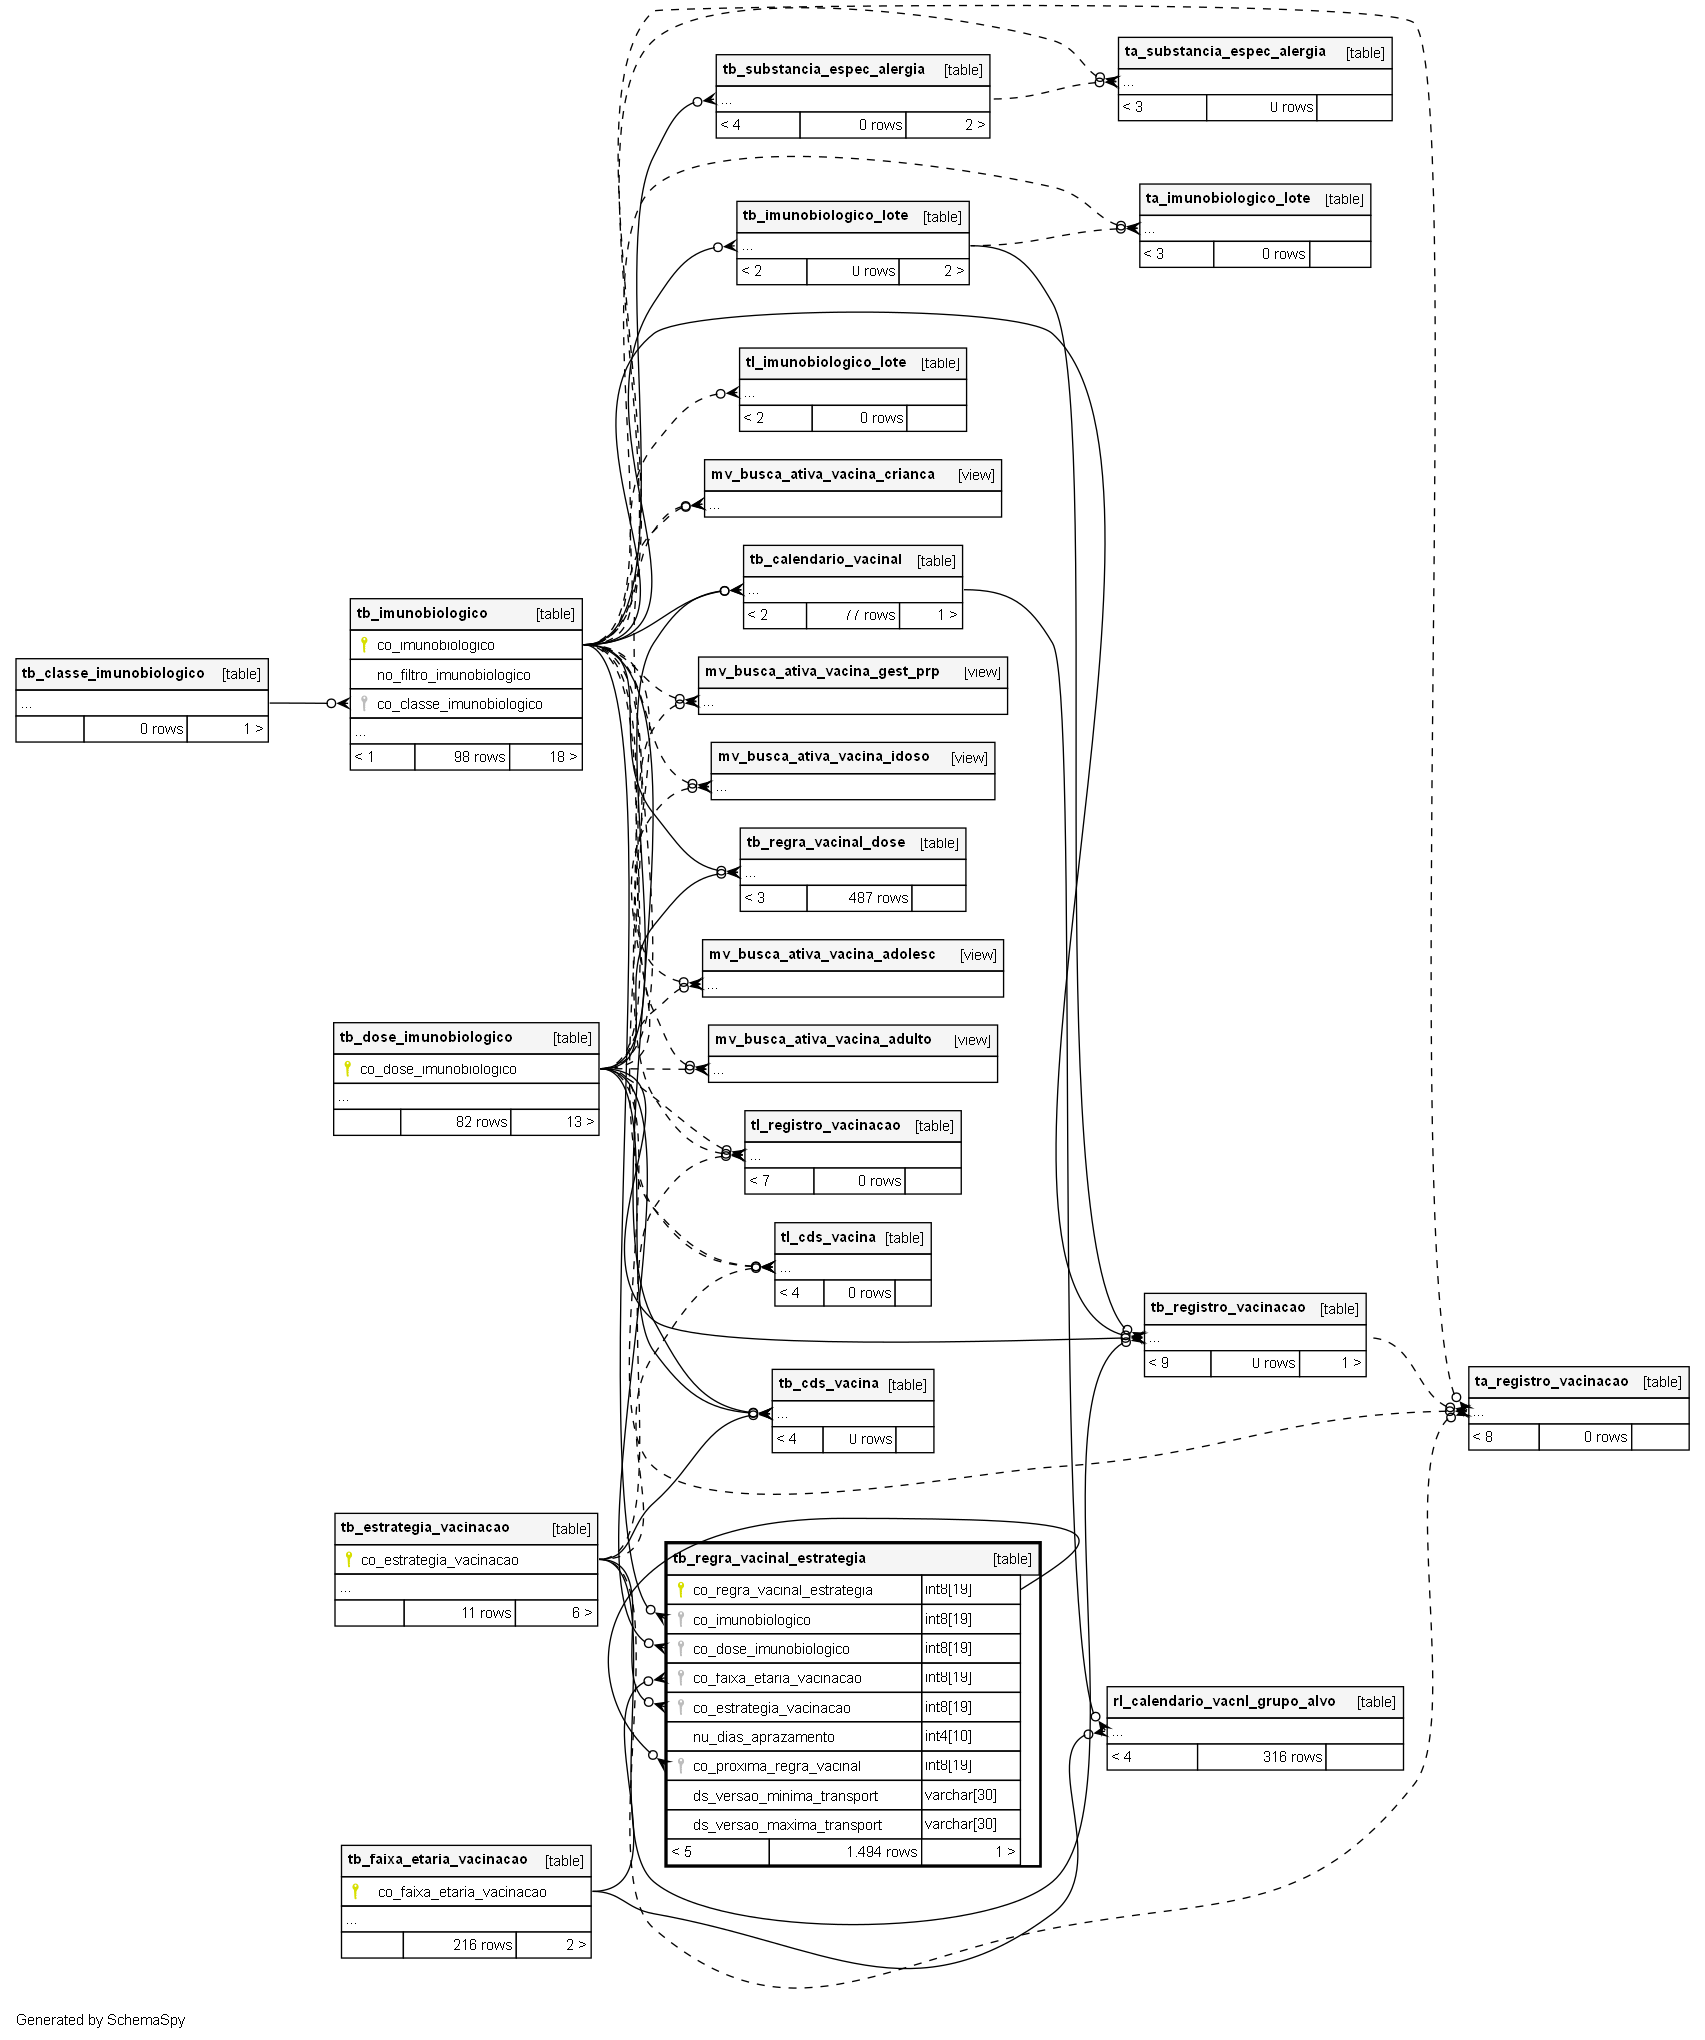 ta_substancia_espec_alergia [table]
...
< 3 0 rows
tb_substancia_espec_alergia [table]
...
< 4 0 rows 2 >
ta_imunobiologico_lote [table]
...
< 3 0 rows
tb_imunobiologico_lote [table]
...
< 2 0 rows 2 >
tl_imunobiologico_lote [table]
...
< 2 0 rows
mv_busca_ativa_vacina_crianca [view]
...
tb_calendario_vacinal [table]
...
< 2 77 rows 1 >
tb_imunobiologico [table]
co_imunobiologico
no_filtro_imunobiologico
co_classe_imunobiologico
...
< 1 98 rows 18 >
tb_classe_imunobiologico [table]
...
0 rows 1 >
mv_busca_ativa_vacina_gest_prp [view]
...
mv_busca_ativa_vacina_idoso [view]
...
tb_regra_vacinal_dose [table]
...
< 3 487 rows
mv_busca_ativa_vacina_adolesc [view]
...
tb_dose_imunobiologico [table]
co_dose_imunobiologico
...
82 rows 13 >
mv_busca_ativa_vacina_adulto [view]
...
tl_registro_vacinacao [table]
...
< 7 0 rows
tl_cds_vacina [table]
...
< 4 0 rows
tb_registro_vacinacao [table]
...
< 9 0 rows 1 >
ta_registro_vacinacao [table]
...
< 8 0 rows
tb_cds_vacina [table]
...
< 4 0 rows
tb_estrategia_vacinacao [table]
co_estrategia_vacinacao
...
11 rows 6 >
tb_regra_vacinal_estrategia [table]
co_regra_vacinal_estrategia int8[19]
co_imunobiologico int8[19]
co_dose_imunobiologico int8[19]
co_faixa_etaria_vacinacao int8[19]
co_estrategia_vacinacao int8[19]
nu_dias_aprazamento int4[10]
co_proxima_regra_vacinal int8[19]
ds_versao_minima_transport varchar[30]
ds_versao_maxima_transport varchar[30]
< 5 1.494 rows 1 >
rl_calendario_vacnl_grupo_alvo [table]
...
< 4 316 rows
tb_faixa_etaria_vacinacao [table]
co_faixa_etaria_vacinacao
...
216 rows 2 >
Generated by SchemaSpy